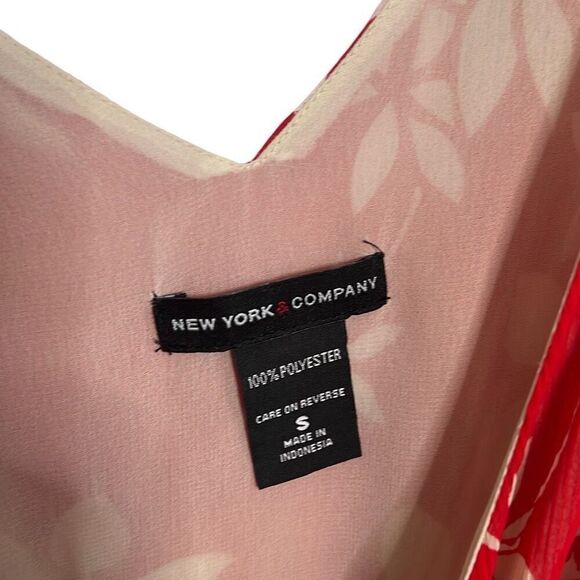 NEW YORK & COMPANY
100% POLYESTER
CARE ON REVERSE
S
MADE IN
INDONESIA